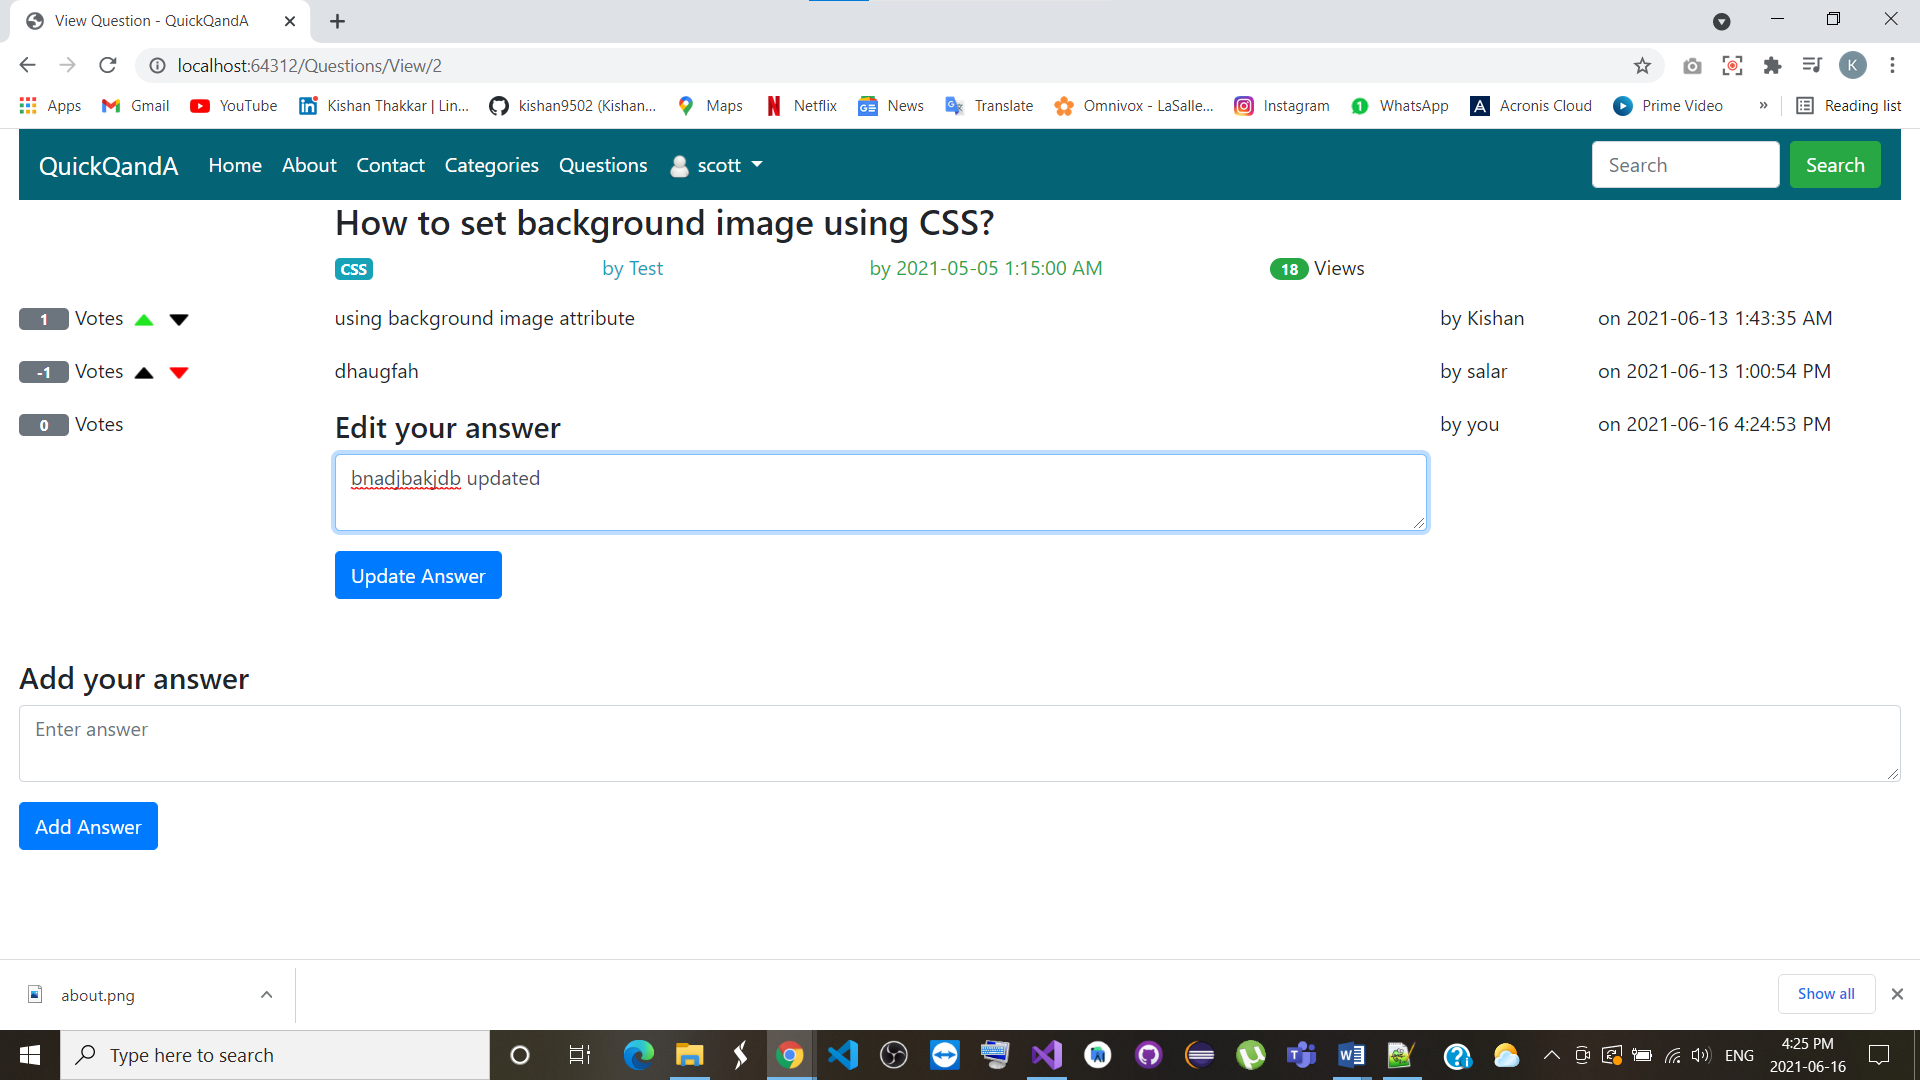 View Question - QuickQandA
localhost:64312/Questions/View/2
Apps Gmail YouTube Kishan Thakkar | Lin... kishan9502 (Kishan... Maps Netflix News Translate Omnivox - LaSalle... Instagram WhatsApp Acronis Cloud Prime Video » Reading list
QuickQandA Home About Contact Categories Questions scott Search Search
How to set background image using CSS?
CSS by Test by 2021-05-05 1:15:00 AM 18 Views
1 Votes using background image attribute by Kishan on 2021-06-13 1:43:35 AM
-1 Votes dhaugfah by salar on 2021-06-13 1:00:54 PM
0 Votes Edit your answer by you on 2021-06-16 4:24:53 PM
bnadjbakjdb updated
Update Answer
Add your answer
Enter answer
Add Answer
about.png Show all
Type here to search ENG 4:25 PM
2021-06-16